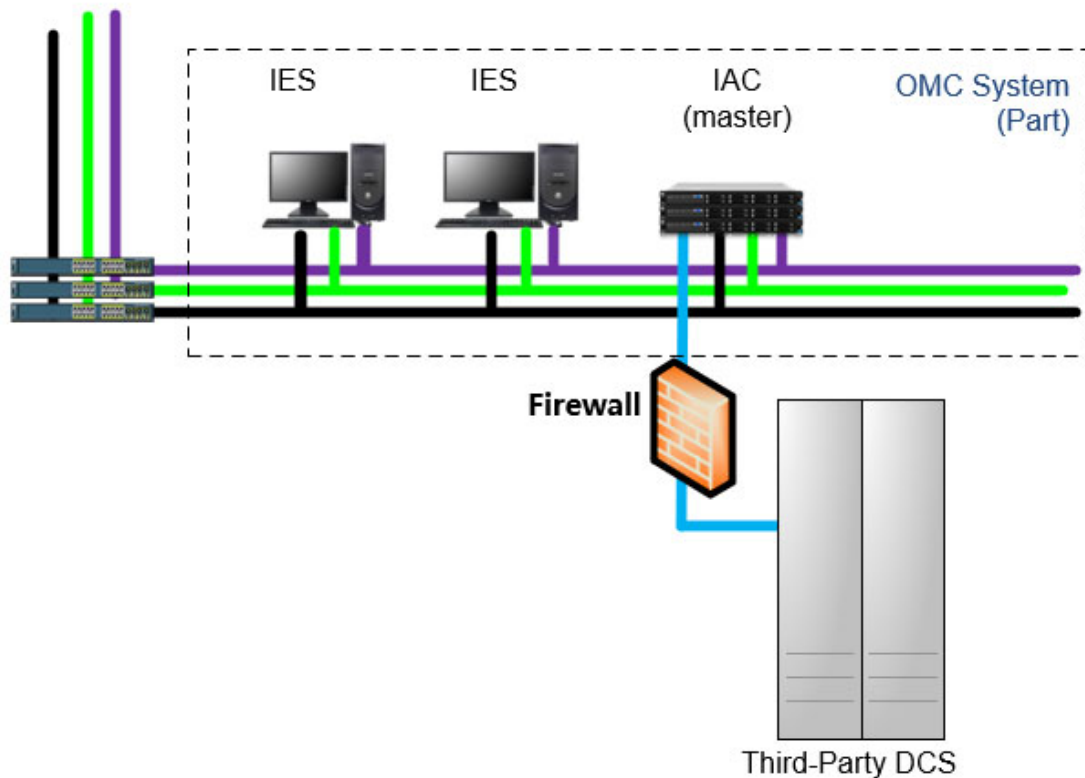 IES
IES
IAC
(master)
OMC System
(Part)
Firewall
Third-Party DCS